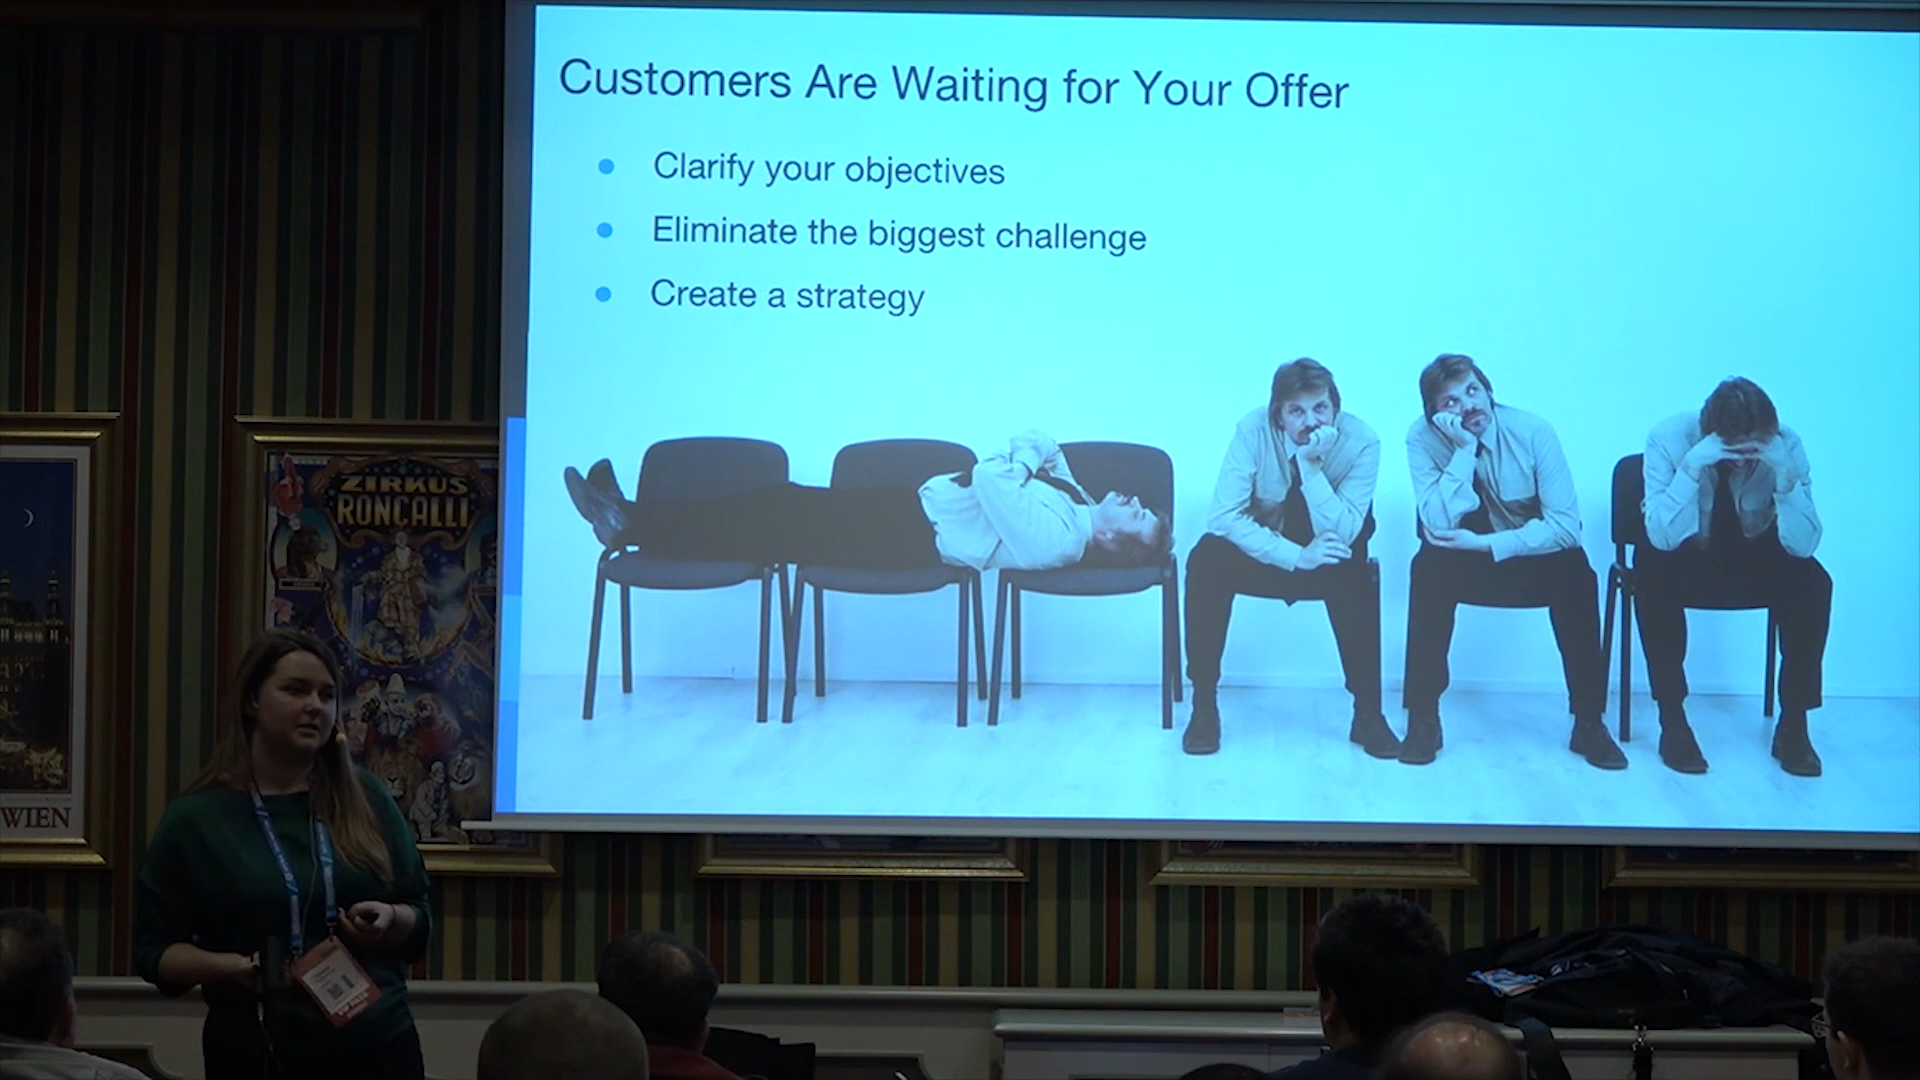 Customers Are Waiting for Your Offer
Clarify your objectives
Eliminate the biggest challenge
Create a strategy
ZIRKUS
RONCALLI
WIEN